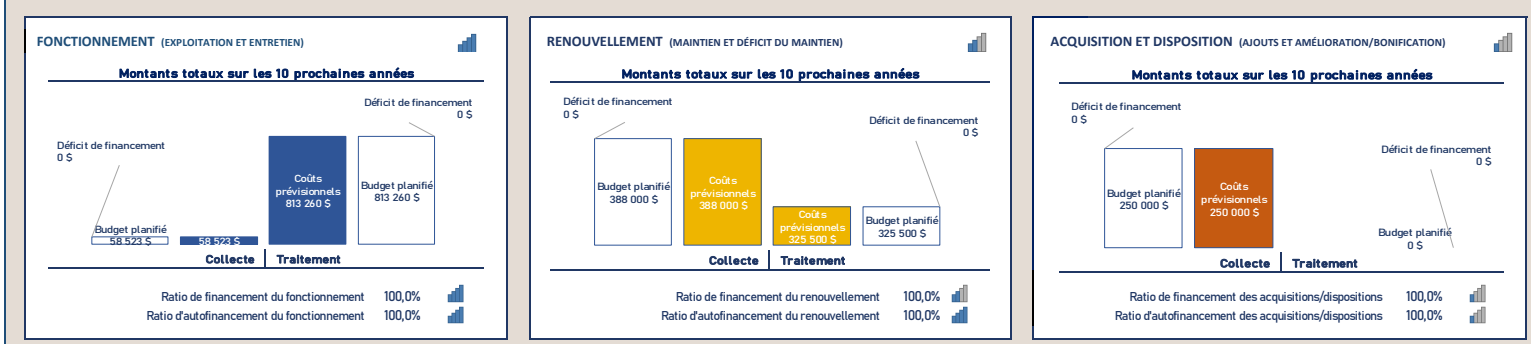 FONCTIONNEMENT (EXPLOITATION ET ENTRETIEN)
Montants totaux sur les 10 prochaines années
Déficit de financement
0 $
Déficit de financement
0 $
Coûts
prévisionnels
813 260 $
Budget planifié
813 260 $
Budget planifié
58 523 $
58 523 $
Collecte
Traitement
Ratio de financement du fonctionnement 100,0%
Ratio d'autofinancement du fonctionnement 100,0%
RENOUVELLEMENT (MAINTIEN ET DÉFICIT DU MAINTIEN)
Montants totaux sur les 10 prochaines années
Déficit de financement
0 $
Déficit de financement
0 $
Budget planifié
388 000 $
Coûts
prévisionnels
388 000 $
Coûts
prévisionnels
325 500 $
Budget planifié
325 500 $
Collecte
Traitement
Ratio de financement du renouvellement 100,0%
Ratio d'autofinancement du renouvellement 100,0%
ACQUISITION ET DISPOSITION (AJOUTS ET AMÉLIORATION/BONIFICATION)
Montants totaux sur les 10 prochaines années
Déficit de financement
0 $
Déficit de financement
0 $
Budget planifié
250 000 $
Coûts
prévisionnels
250 000 $
Budget planifié
0 $
Collecte
Traitement
Ratio de financement des acquisitions/dispositions 100,0%
Ratio d'autofinancement des acquisitions/dispositions 100,0%